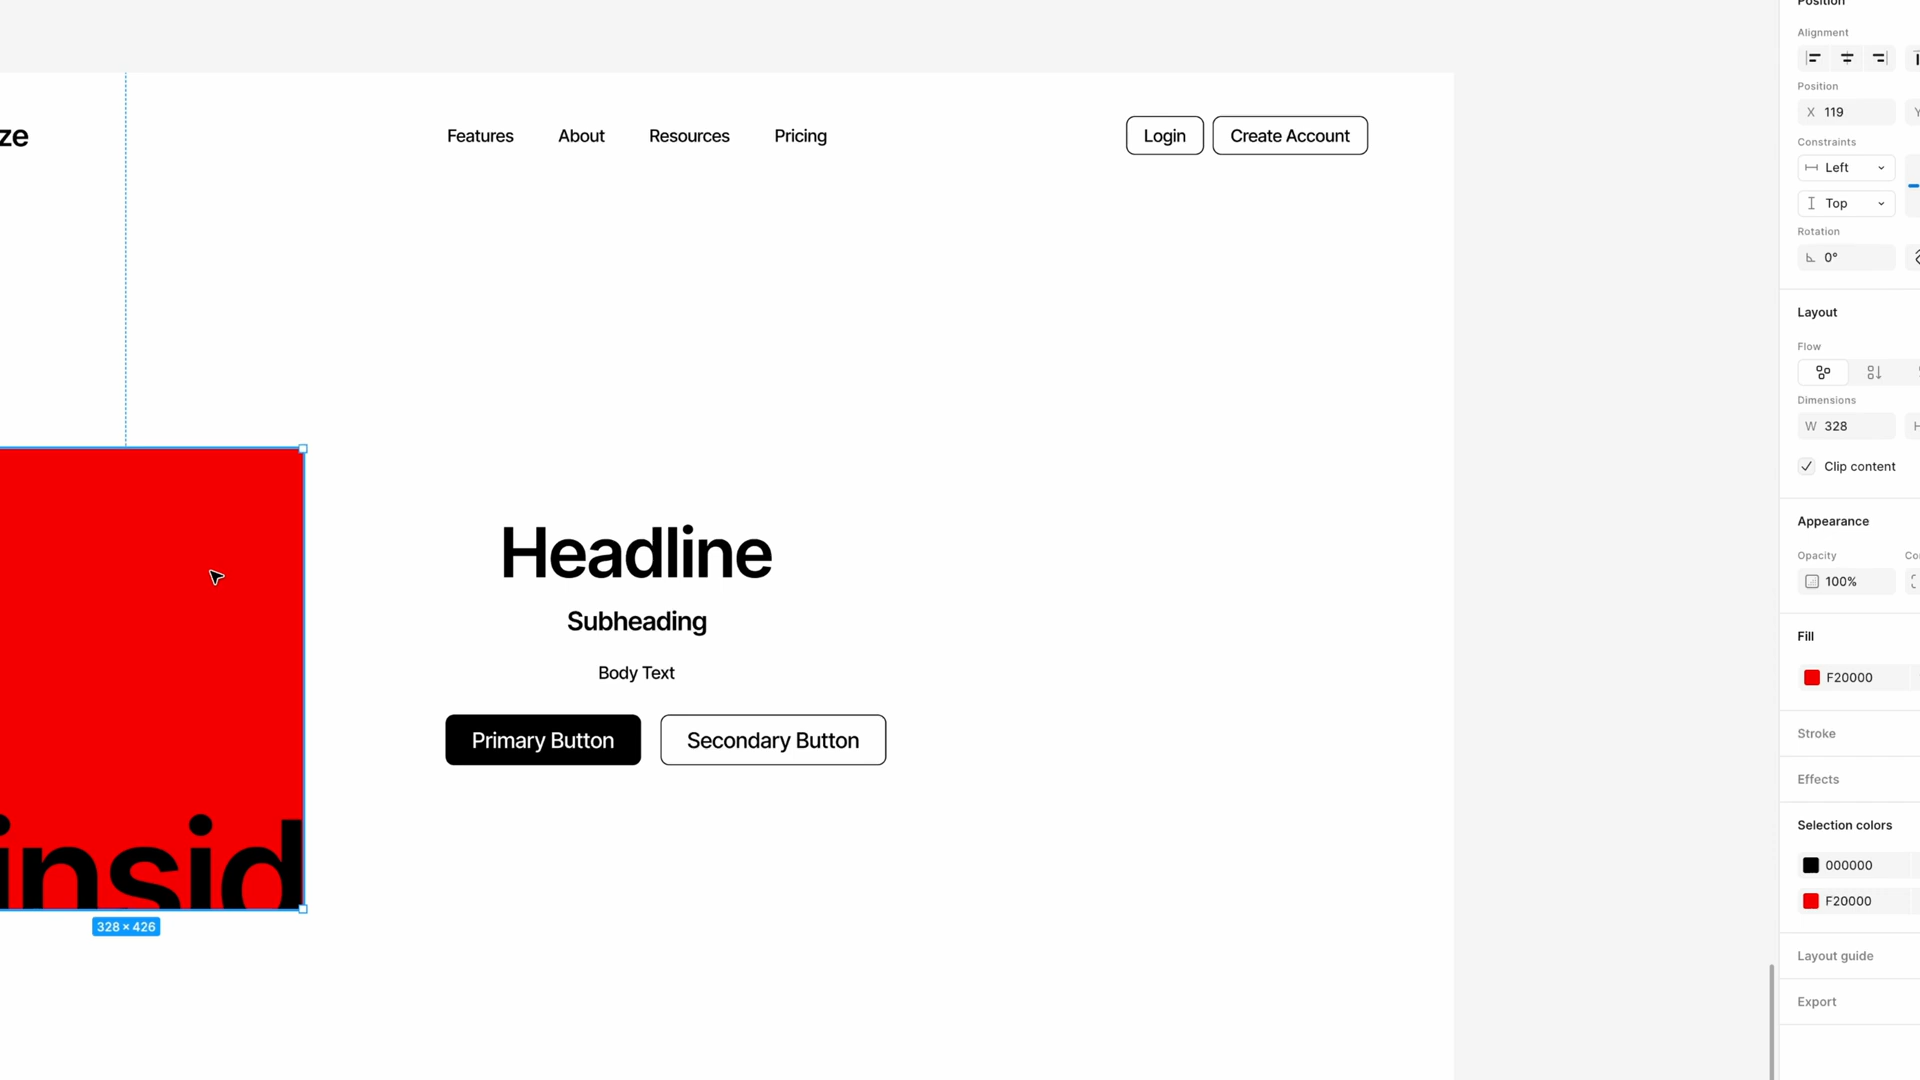 Position
Alignment
Position
X 119
Constraints
Left
Top
Rotation
0°
Layout
Flow
Dimensions
W 328
H
Clip content
Appearance
Opacity
100%
Fill
F20000
Stroke
Effects
Selection colors
000000
F20000
Layout guide
Export
ze
Features
About
Resources
Pricing
Login
Create Account
Headline
Subheading
Body Text
Primary Button
Secondary Button
insid
328 × 426